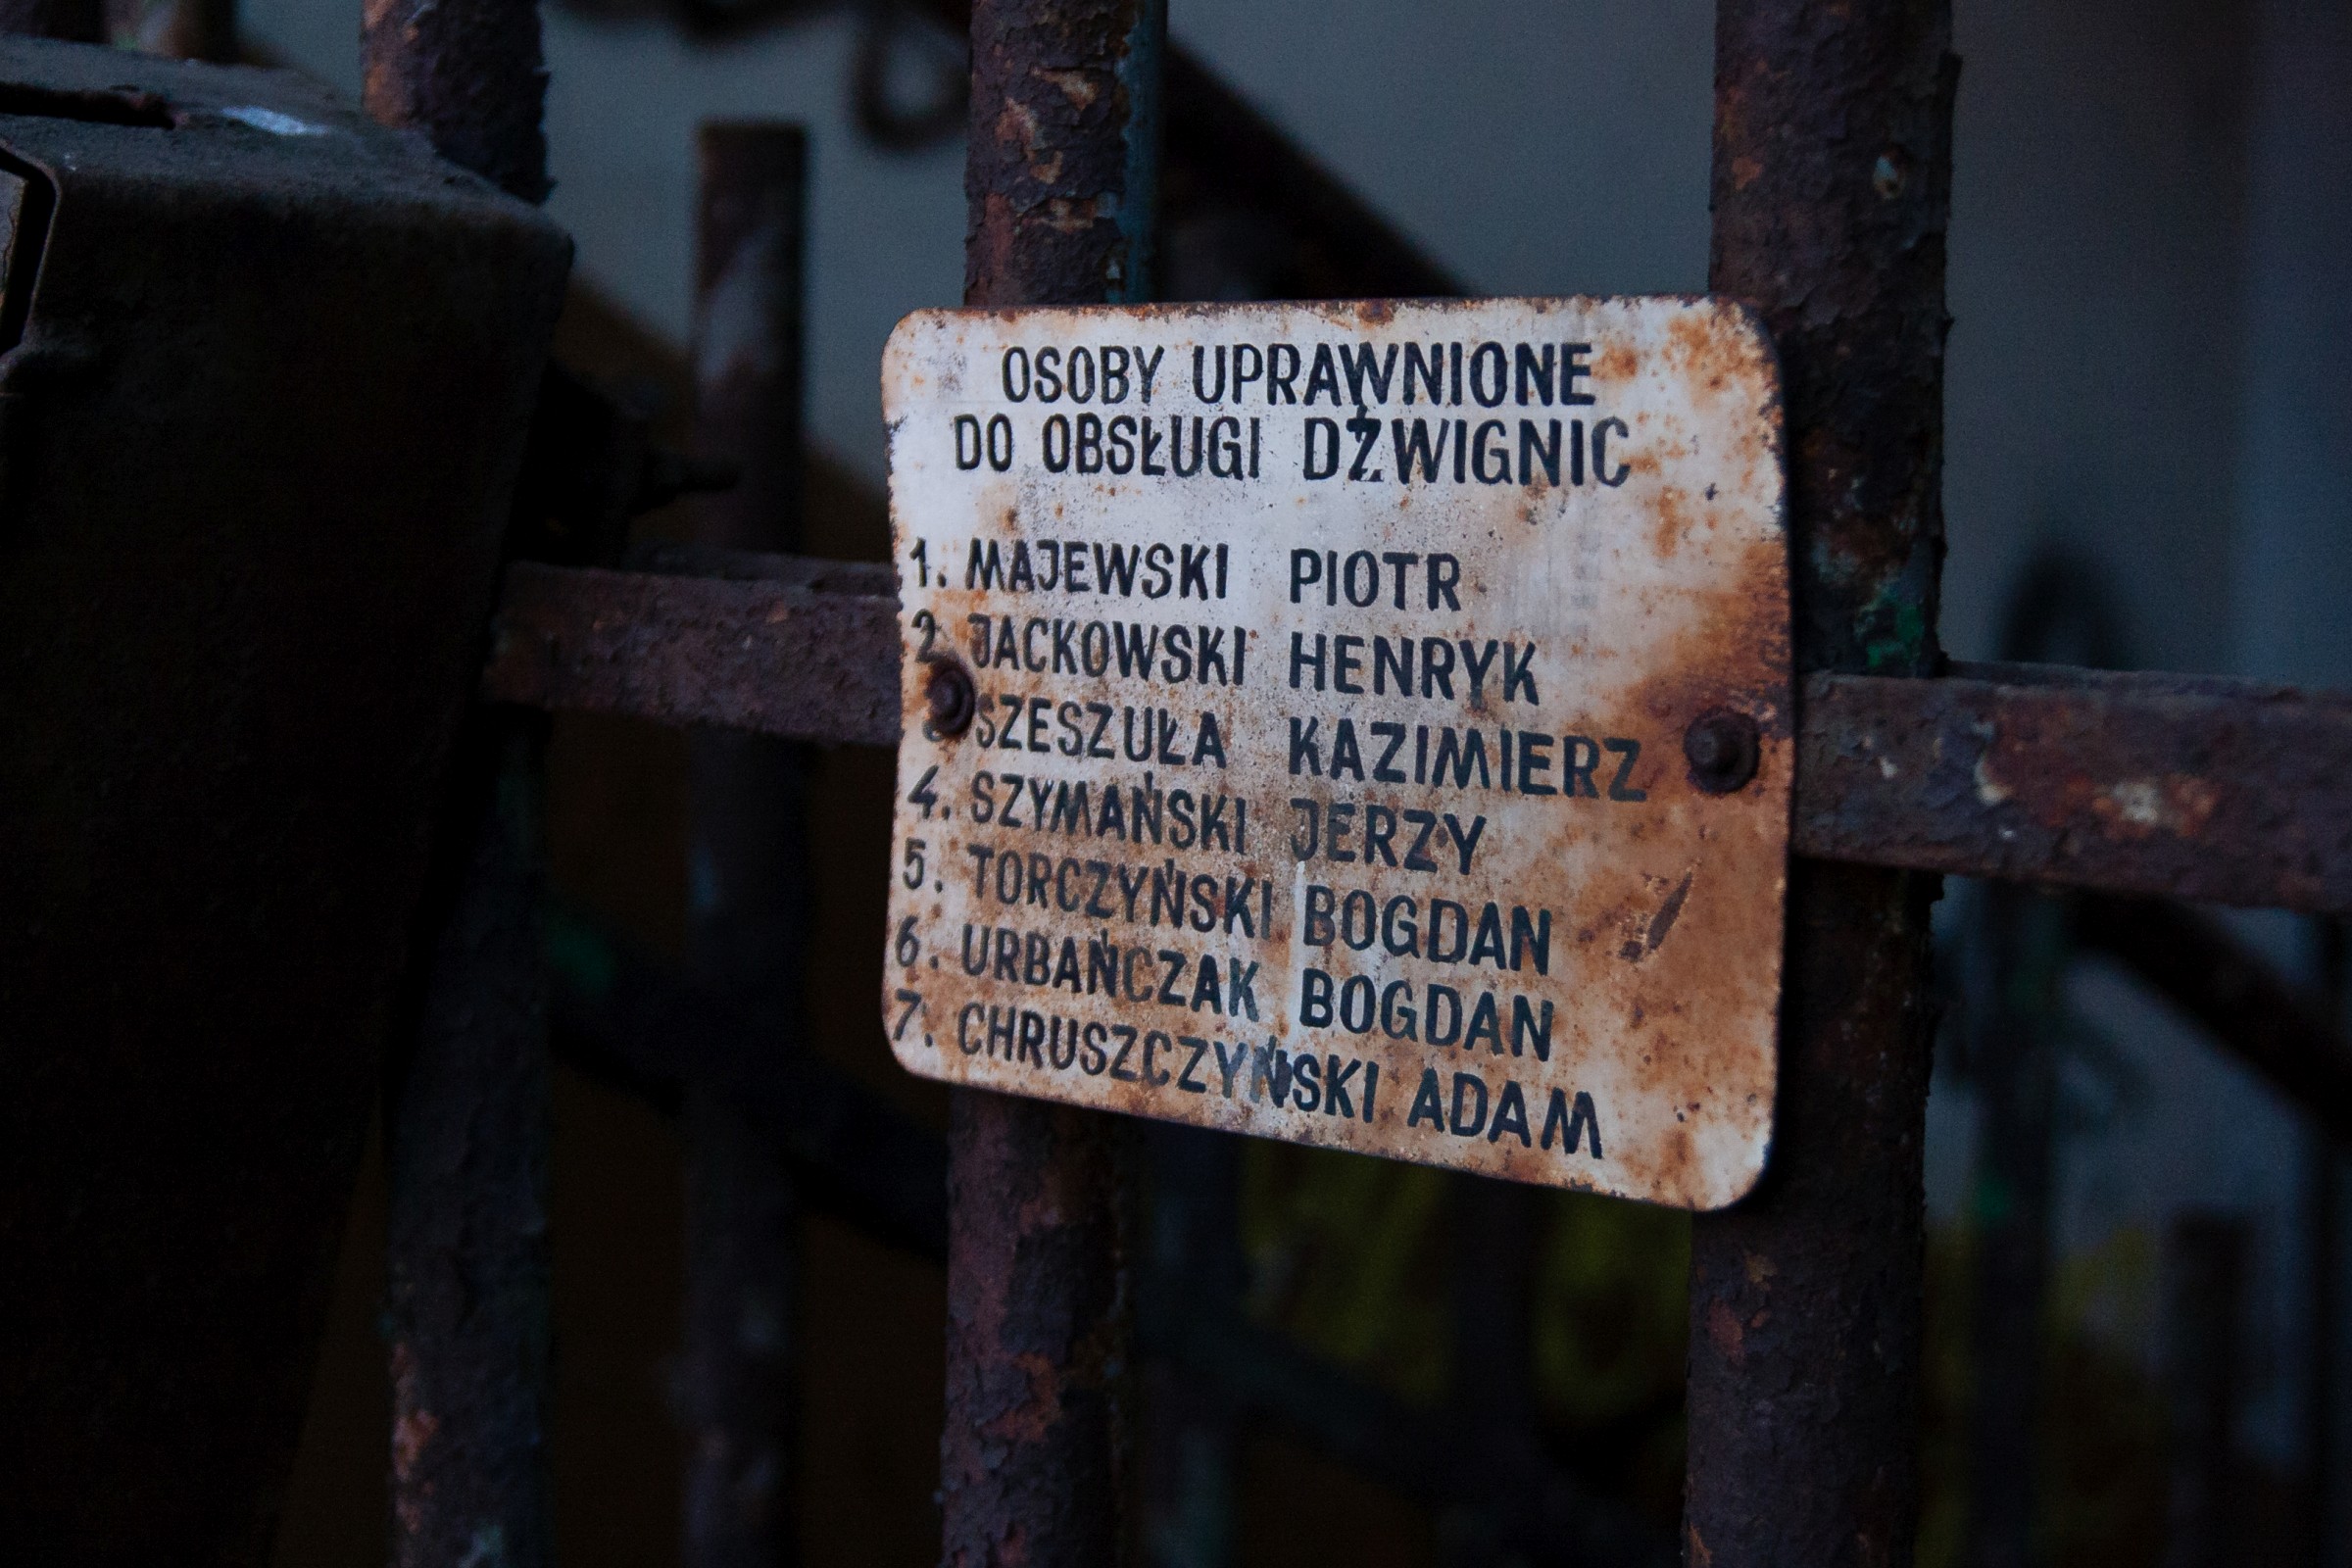 OSOBY UPRAWNIONE
DO OBSŁUGI DŹWIGNIC
1. MAJEWSKI PIOTR
2 JACKOWSKI HENRYK
SZESZUŁA KAZIMIERZ
4. SZYMAŃSKI JERZY
5. TORCZYŃSKI BOGDAN
6. URBAŃCZAK BOGDAN
7. CHRUSZCZYŃSKI ADAM